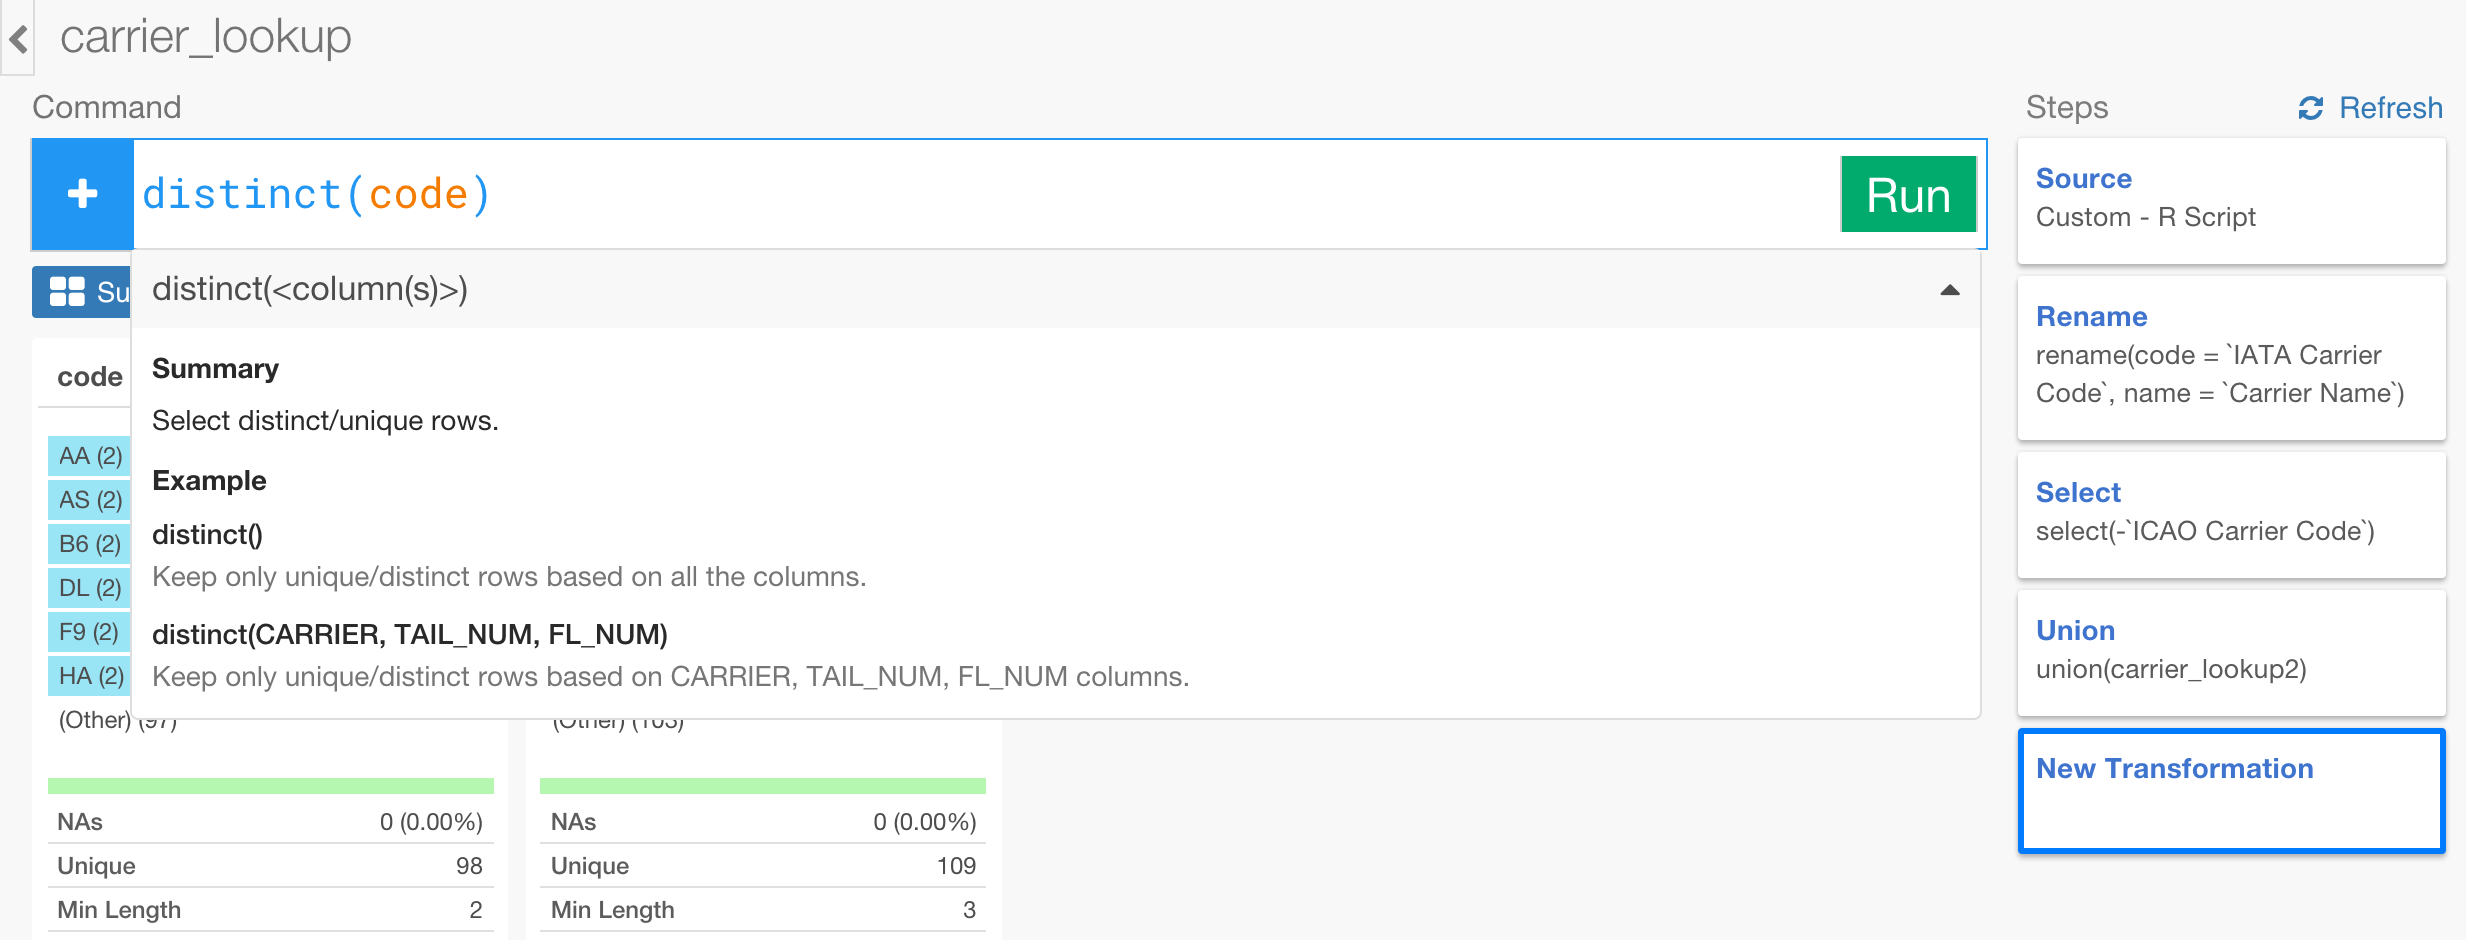 carrier_lookup
Command
distinct(code)
Run
Su
distinct(<column(s)>)
Summary
Select distinct/unique rows.
Example
distinct()
Keep only unique/distinct rows based on all the columns.
distinct(CARRIER, TAIL_NUM, FL_NUM)
Keep only unique/distinct rows based on CARRIER, TAIL_NUM, FL_NUM columns.
code
AA (2)
AS (2)
B6 (2)
DL (2)
F9 (2)
HA (2)
(Other) (97)
NAs 0 (0.00%)
Unique 98
Min Length 2
(Other) (103)
NAs 0 (0.00%)
Unique 109
Min Length 3
Steps
Refresh
Source
Custom - R Script
Rename
rename(code = `IATA Carrier
Code`, name = `Carrier Name`)
Select
select(-`ICAO Carrier Code`)
Union
union(carrier_lookup2)
New Transformation